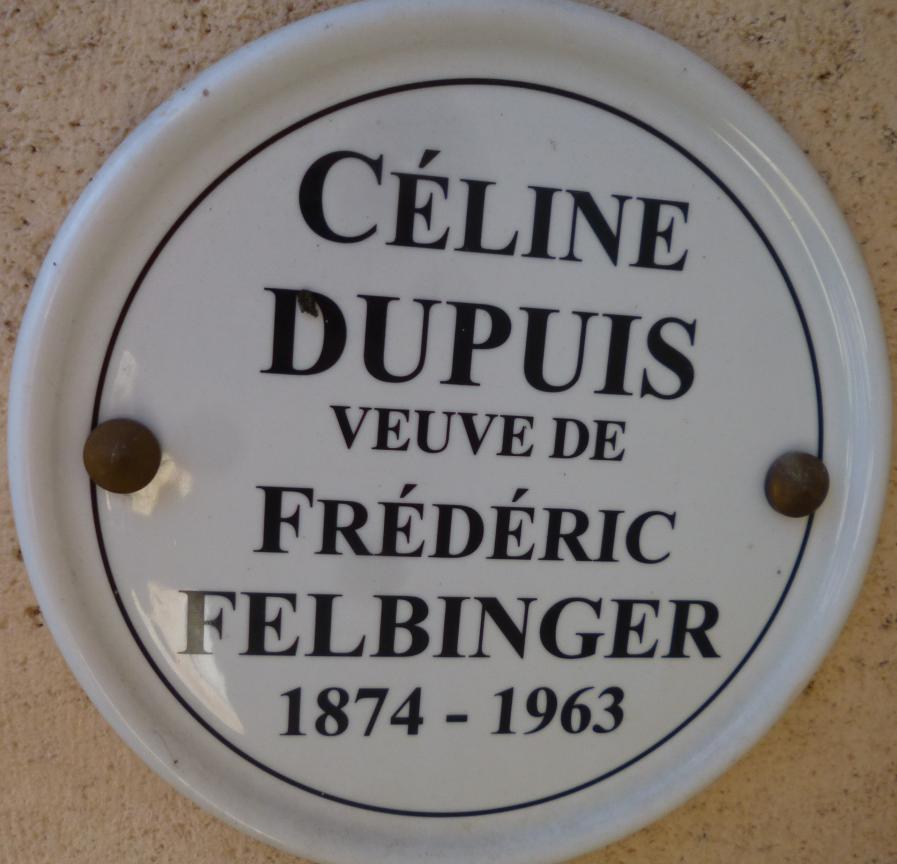 CÉLINE
DUPUIS
VEUVE DE
FRÉDÉRIC
FELBINGER
1874 - 1963